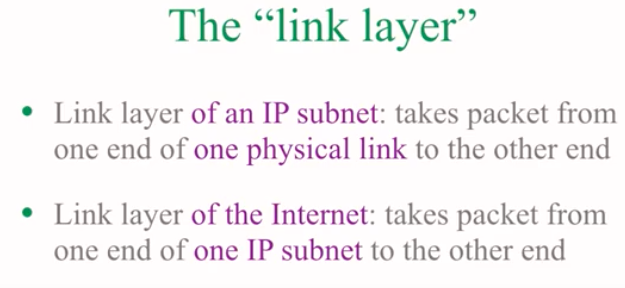 The “link layer”
• Link layer of an IP subnet: takes packet from
one end of one physical link to the other end
• Link layer of the Internet: takes packet from
one end of one IP subnet to the other end